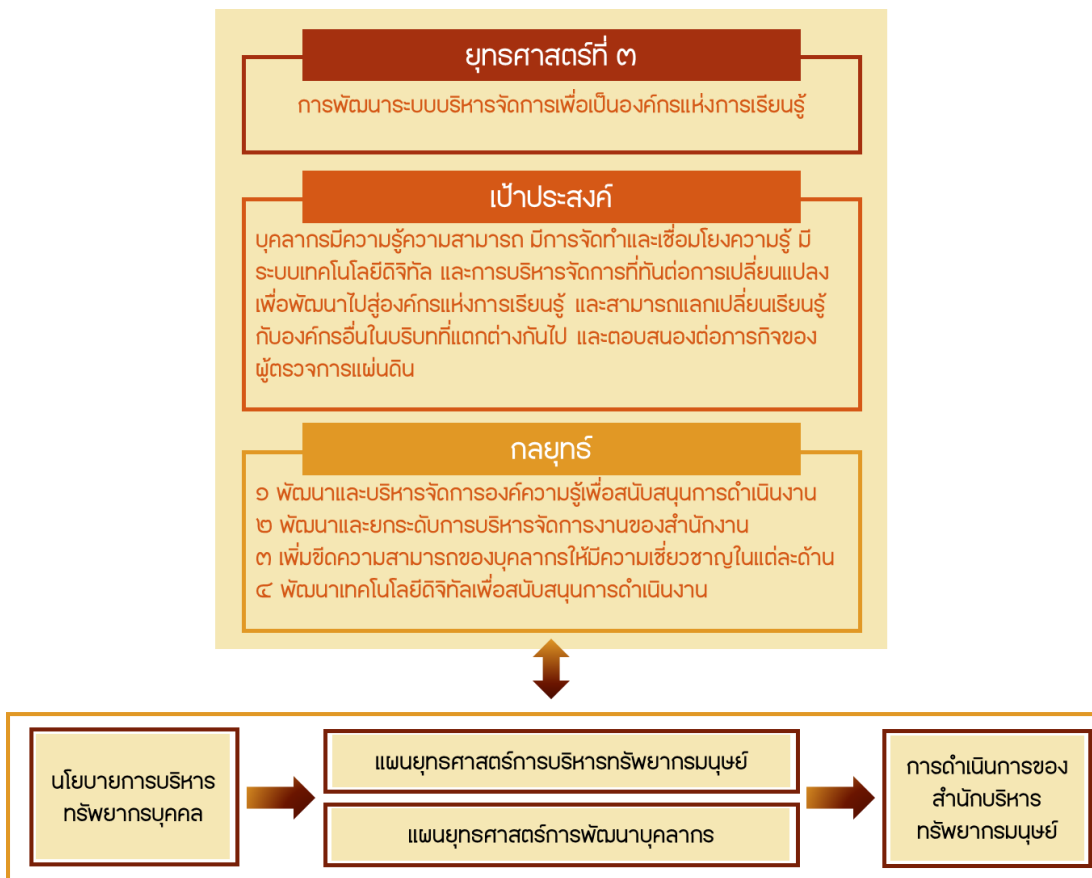 ยุทธศาสตร์ที่ ๓
การพัฒนาระบบบริหารจัดการเพื่อเป็นองค์กรแห่งการเรียนรู้
เป้าประสงค์
บุคลากรมีความรู้ความสามารถ มีการจัดทำและเชื่อมโยงความรู้ มี
ระบบเทคโนโลยีดิจิทัล และการบริหารจัดการที่ทันต่อการเปลี่ยนแปลง
เพื่อพัฒนาไปสู่องค์กรแห่งการเรียนรู้ และสามารถแลกเปลี่ยนเรียนรู้
กับองค์กรอื่นในบริบทที่แตกต่างกันไป และตอบสนองต่อภารกิจของ
ผู้ตรวจการแผ่นดิน
กลยุทธ์
๑ พัฒนาและบริหารจัดการองค์ความรู้เพื่อสนับสนุนการดำเนินงาน
๒ พัฒนาและยกระดับการบริหารจัดการงานของสำนักงาน
๓ เพิ่มขีดความสามารถของบุคลากรให้มีความเชี่ยวชาญในแต่ละด้าน
๔ พัฒนาเทคโนโลยีดิจิทัลเพื่อสนับสนุนการดำเนินงาน
นโยบายการบริหาร
ทรัพยากรบุคคล
แผนยุทธศาสตร์การบริหารทรัพยากรมนุษย์
แผนยุทธศาสตร์การพัฒนาบุคลากร
การดำเนินการของ
สำนักบริหาร
ทรัพยากรมนุษย์